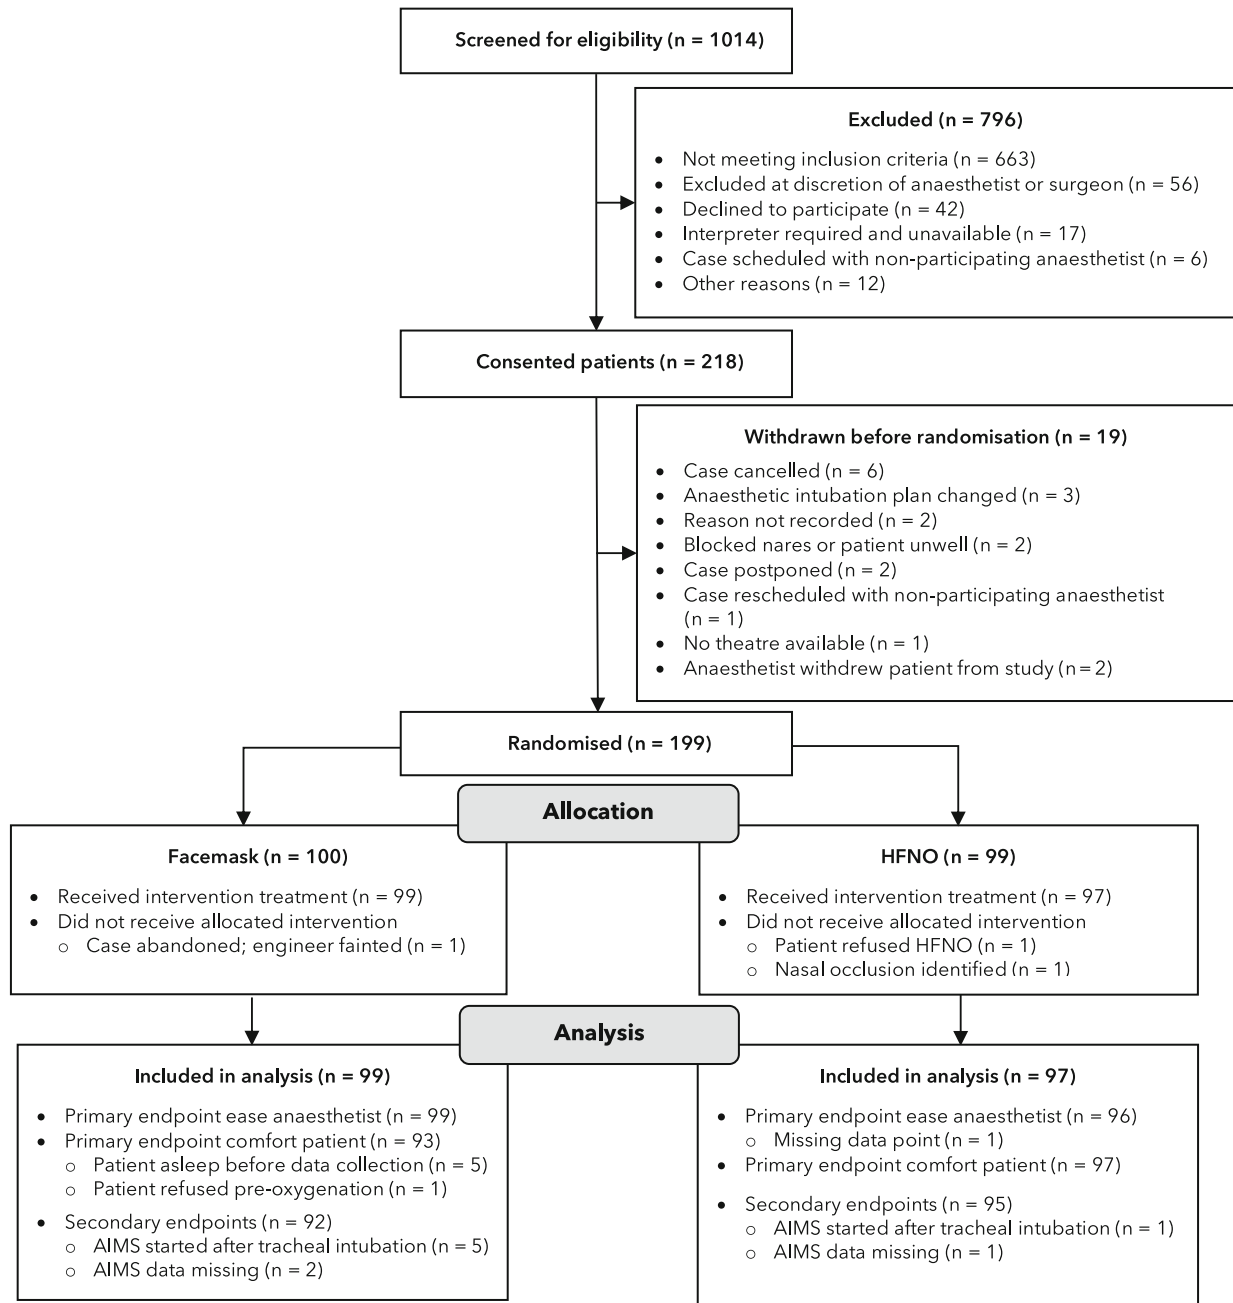 Screened for eligibility (n = 1014)
Excluded (n = 796)
• Not meeting inclusion criteria (n = 663)
• Excluded at discretion of anaesthetist or surgeon (n = 56)
• Declined to participate (n = 42)
• Interpreter required and unavailable (n = 17)
• Case scheduled with non-participating anaesthetist (n = 6)
• Other reasons (n = 12)
Consented patients (n = 218)
Withdrawn before randomisation (n = 19)
• Case cancelled (n = 6)
• Anaesthetic intubation plan changed (n = 3)
• Reason not recorded (n = 2)
• Blocked nares or patient unwell (n = 2)
• Case postponed (n = 2)
• Case rescheduled with non-participating anaesthetist
(n = 1)
• No theatre available (n = 1)
• Anaesthetist withdrew patient from study (n = 2)
Randomised (n = 199)
Allocation
Facemask (n = 100)
• Received intervention treatment (n = 99)
• Did not receive allocated intervention
o Case abandoned; engineer fainted (n = 1)
HFNO (n = 99)
• Received intervention treatment (n = 97)
• Did not receive allocated intervention
o Patient refused HFNO (n = 1)
o Nasal occlusion identified (n = 1)
Analysis
Included in analysis (n = 99)
• Primary endpoint ease anaesthetist (n = 99)
• Primary endpoint comfort patient (n = 93)
o Patient asleep before data collection (n = 5)
o Patient refused pre-oxygenation (n = 1)
• Secondary endpoints (n = 92)
o AIMS started after tracheal intubation (n = 5)
o AIMS data missing (n = 2)
Included in analysis (n = 97)
• Primary endpoint ease anaesthetist (n = 96)
o Missing data point (n = 1)
• Primary endpoint comfort patient (n = 97)
• Secondary endpoints (n = 95)
o AIMS started after tracheal intubation (n = 1)
o AIMS data missing (n = 1)